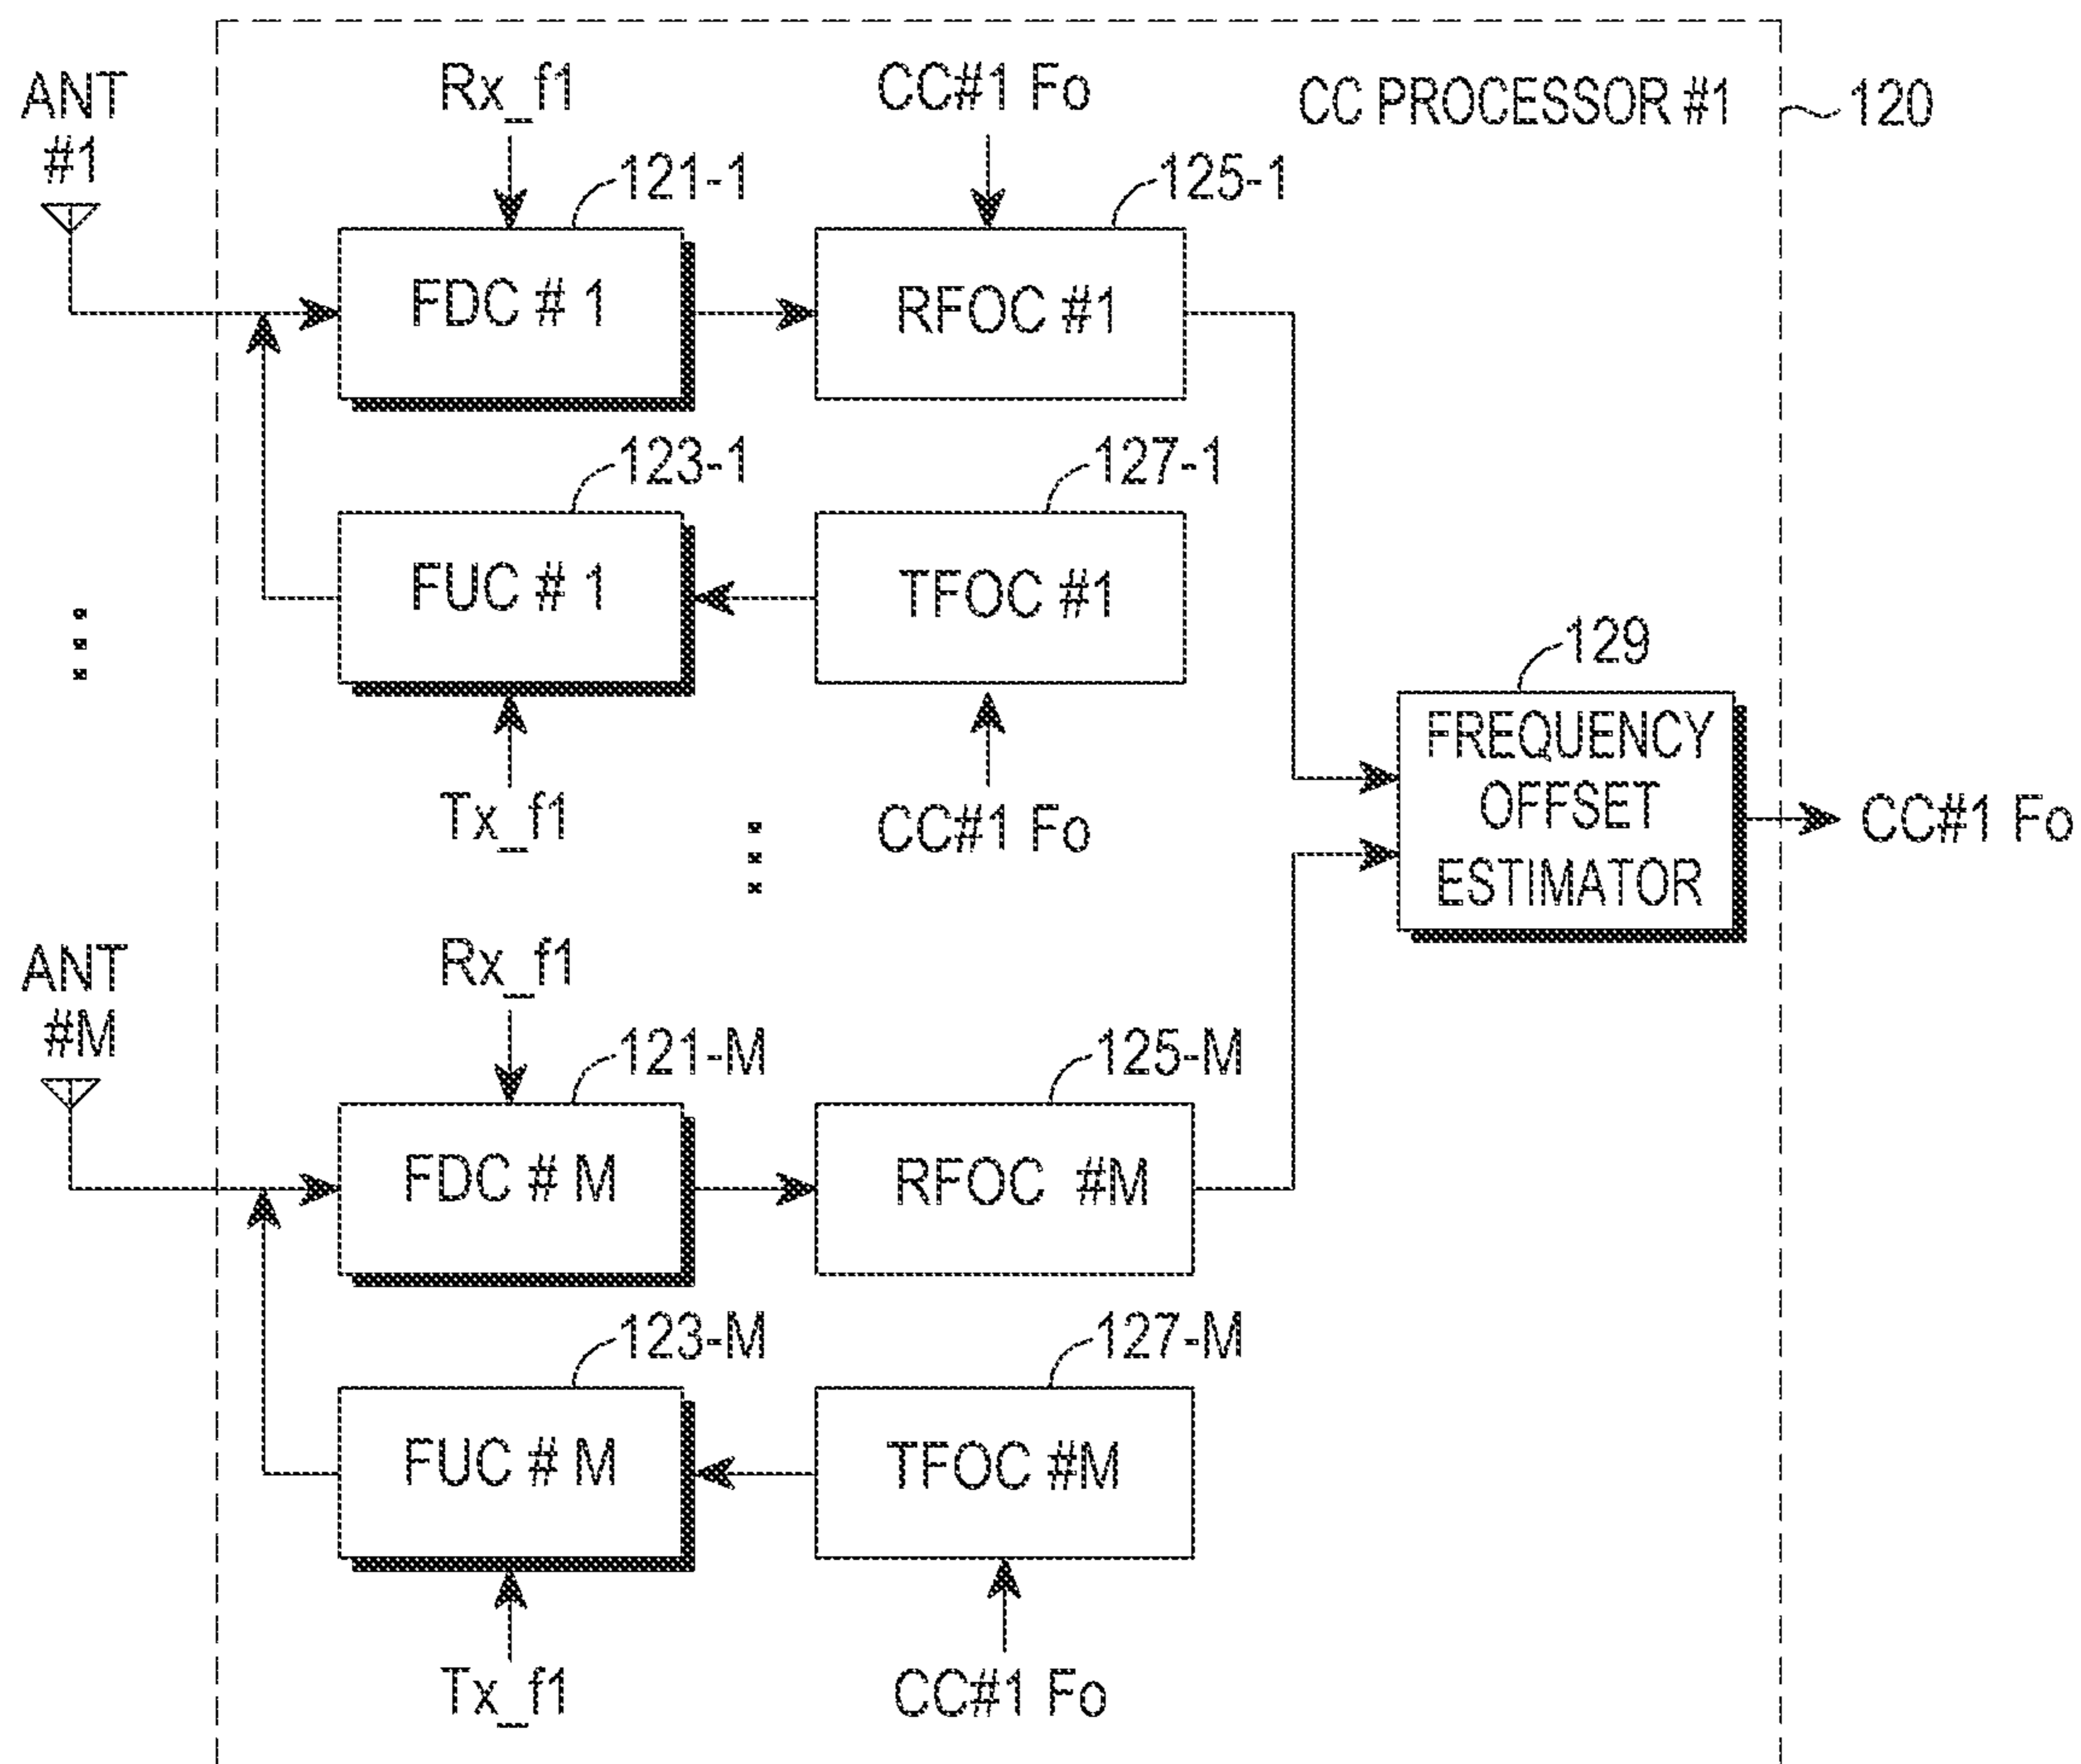 ANT
#1
Rx_f1
CC#1 Fo
CC PROCESSOR #1
120
121-1
125-1
FDC # 1
RFOC #1
123-1
127-1
FUC # 1
TFOC #1
Tx_f1
CC#1 Fo
129
FREQUENCY
OFFSET
ESTIMATOR
CC#1 Fo
ANT
#M
Rx_f1
121-M
125-M
FDC # M
RFOC #M
123-M
127-M
FUC # M
TFOC #M
Tx_f1
CC#1 Fo